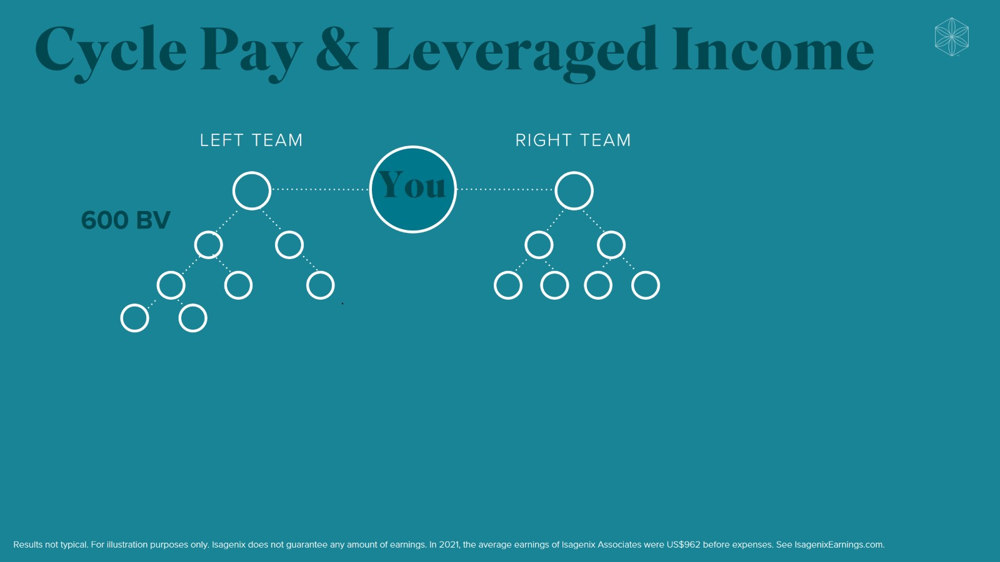 Cycle Pay & Leveraged Income
LEFT TEAM
RIGHT TEAM
You
600 BV
Results not typical. For illustration purposes only. Isagenix does not guarantee any amount of earnings. In 2021, the average earnings of Isagenix Associates were US$962 before expenses. See IsagenixEarnings.com.